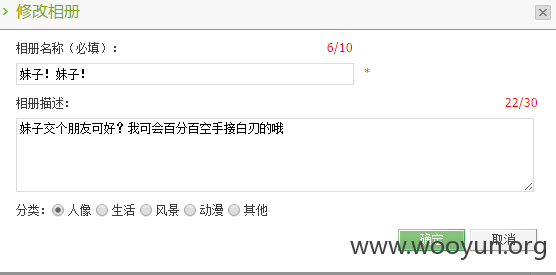 修改相册
相册名称（必填）： 6/10
妹子！妹子！ *
相册描述： 22/30
妹子交个朋友可好？我可会百分百空手接白刃的哦
分类： 人像 生活 风景 动漫 其他
确定 取消
www.wooyun.org